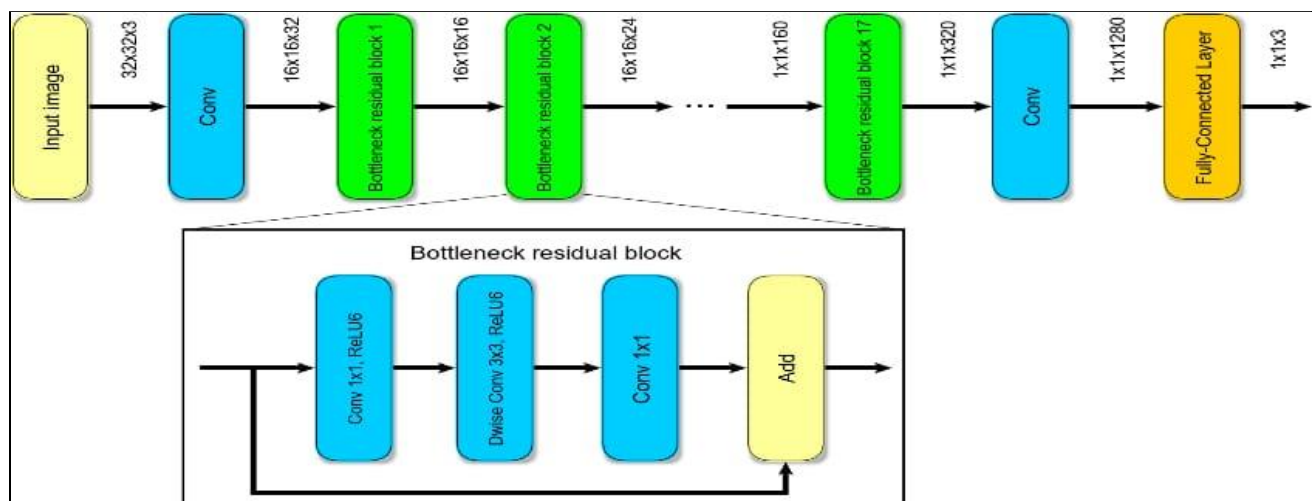 Input image
32x32x3
Conv
16x16x32
Bottleneck residual block 1
16x16x16
Bottleneck residual block 2
16x16x24
...
1x1x160
Bottleneck residual block 17
1x1x320
Conv
1x1x1280
Fully-Connected Layer
1x1x3
Bottleneck residual block
Conv 1x1, ReLU6
Dwise Conv 3x3, ReLU6
Conv 1x1
Add